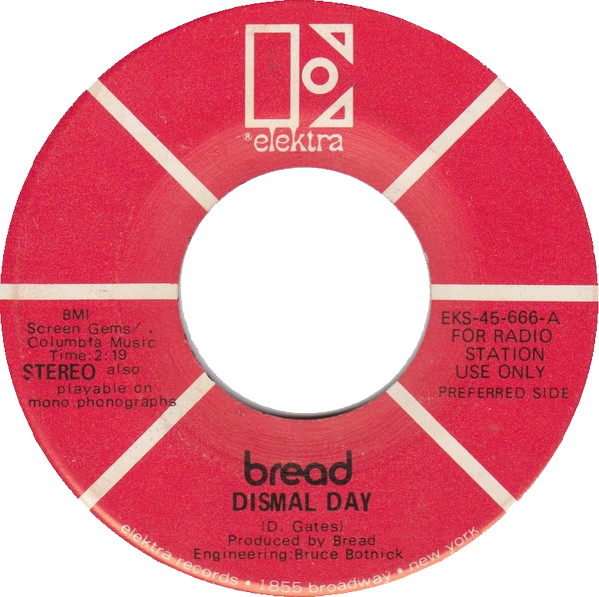 ® elektra
BMI
Screen Gems/.
Columbia Music
Time:2:19
STEREO also
playable on
mono phonographs
EKS-45-666-A
FOR RADIO
STATION
USE ONLY
PREFERRED SIDE
bread
DISMAL DAY
(D. Gates)
Produced by Bread
Engineering:Bruce Botnick
elektra records • 1855 broadway • new york